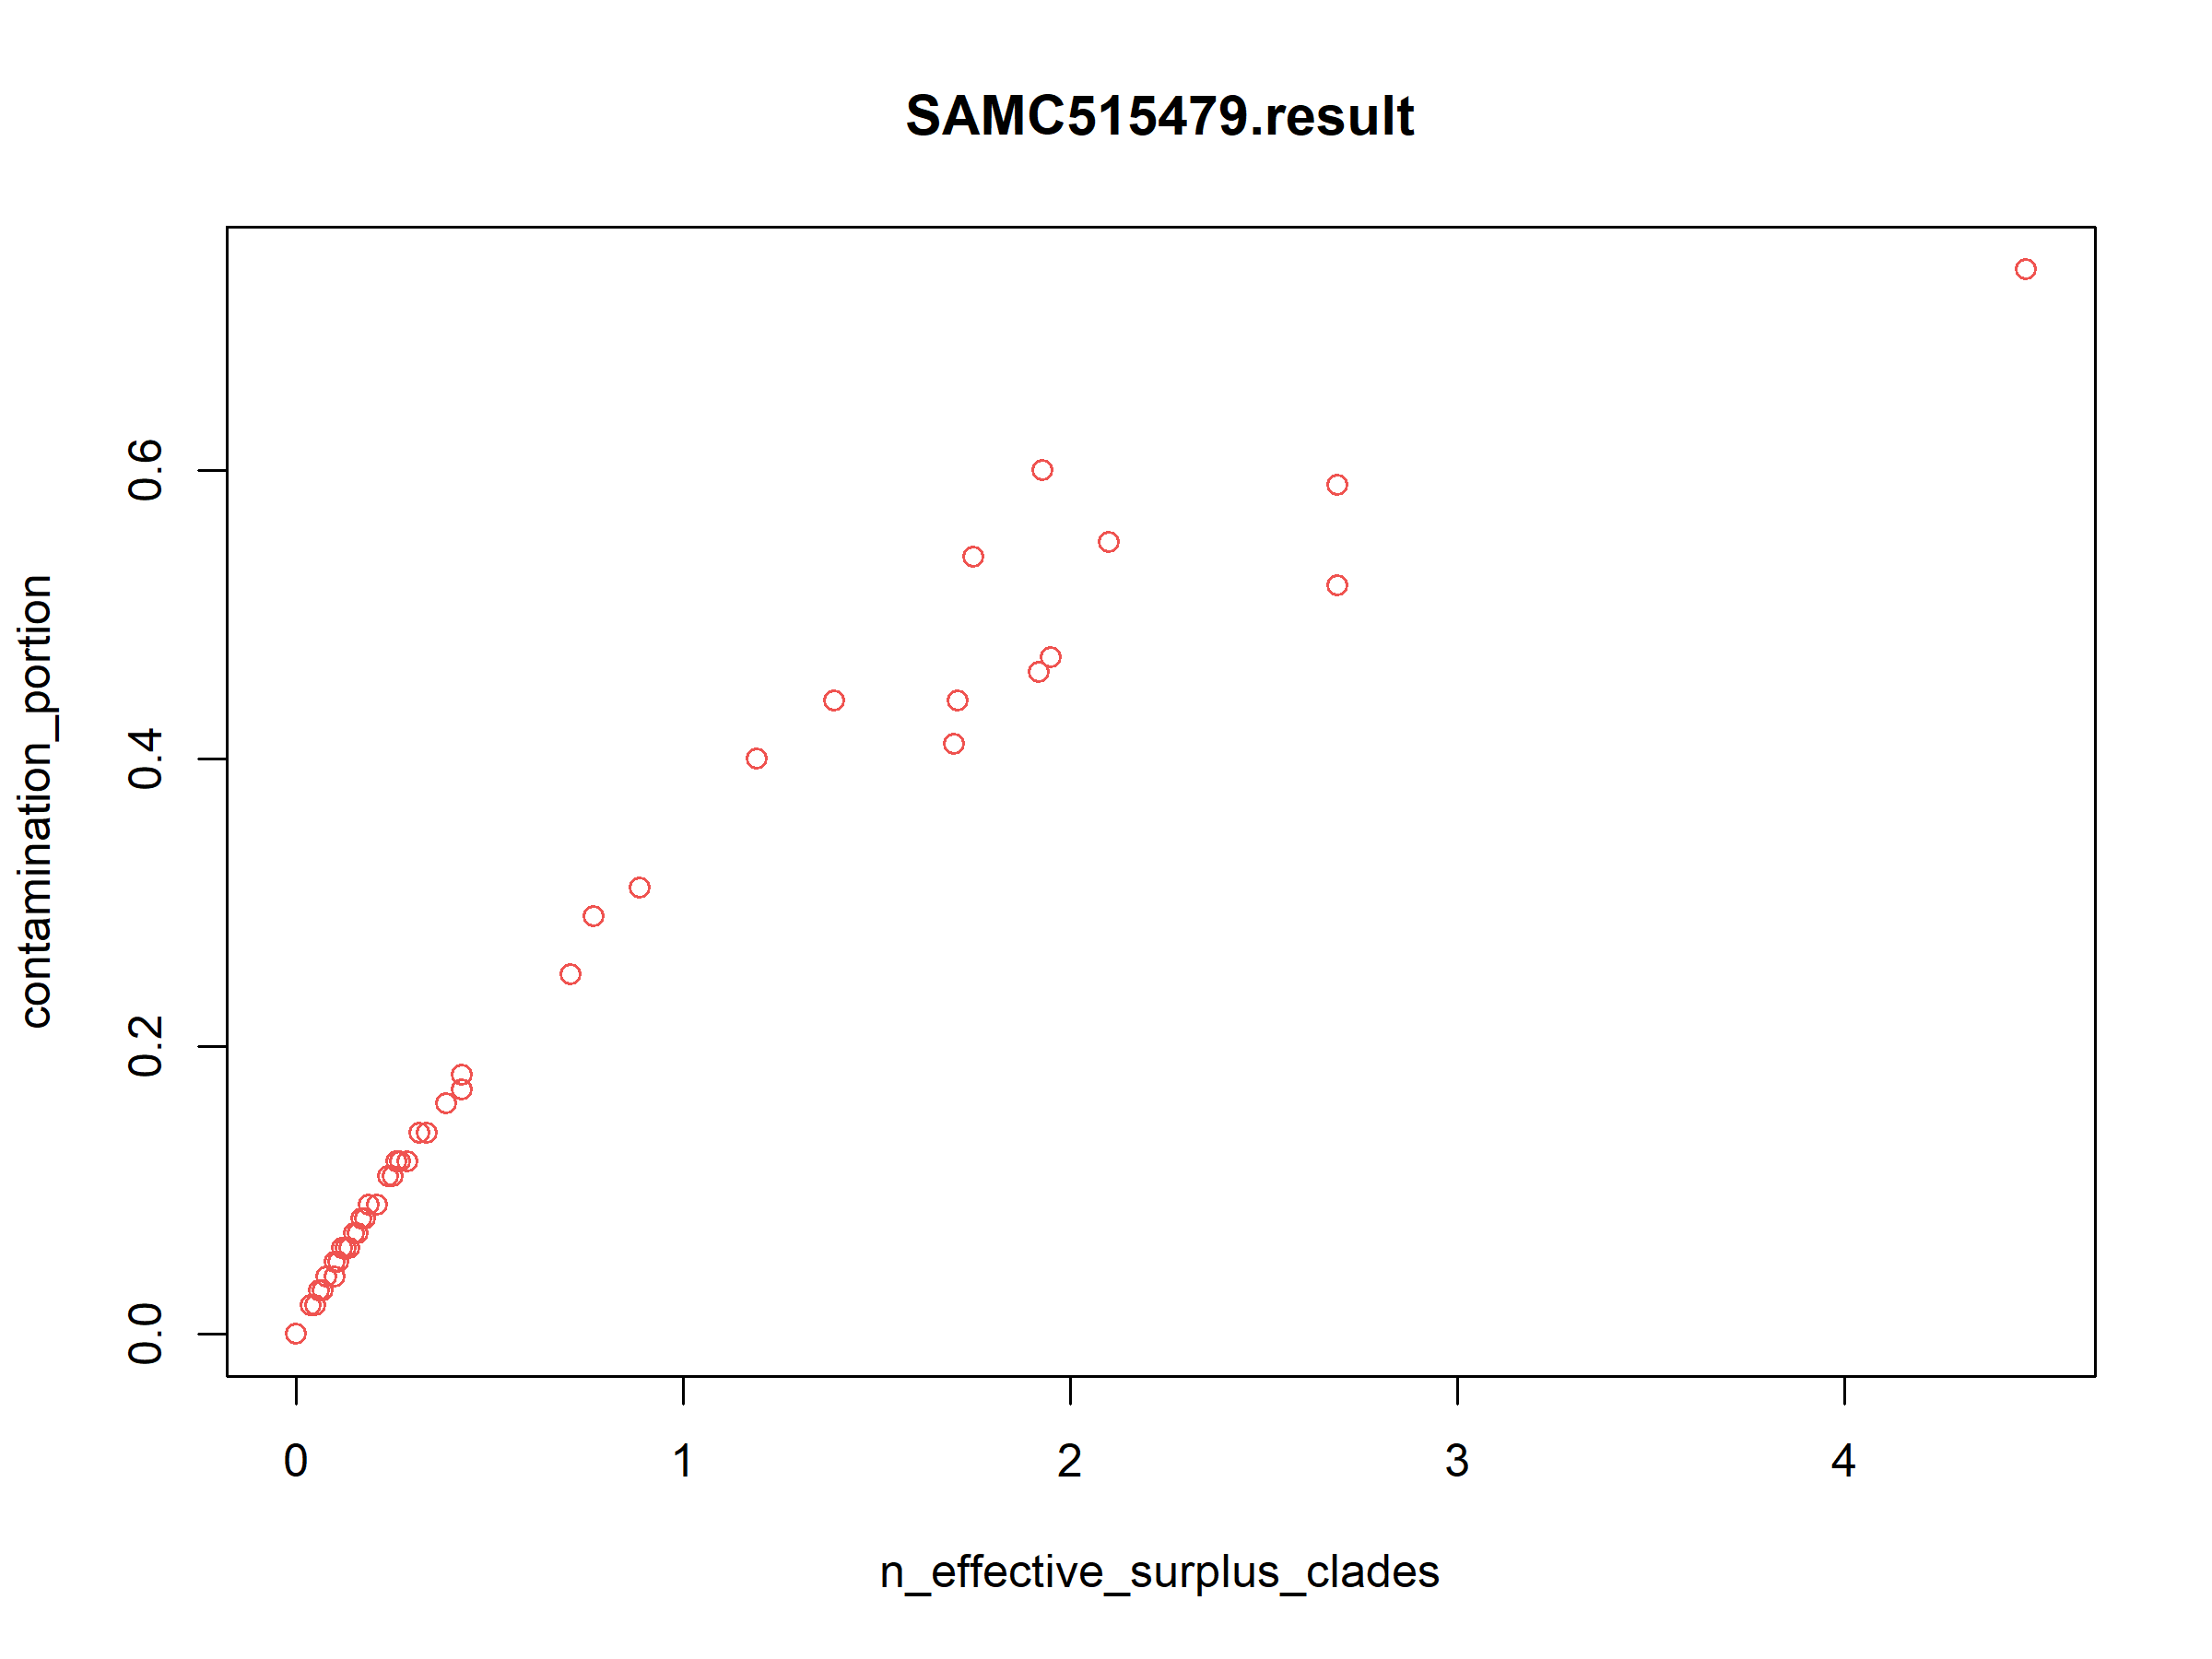 SAMC515479.result
contamination_portion
0.6
0.4
0.2
0.0
0 1 2 3 4
n_effective_surplus_clades